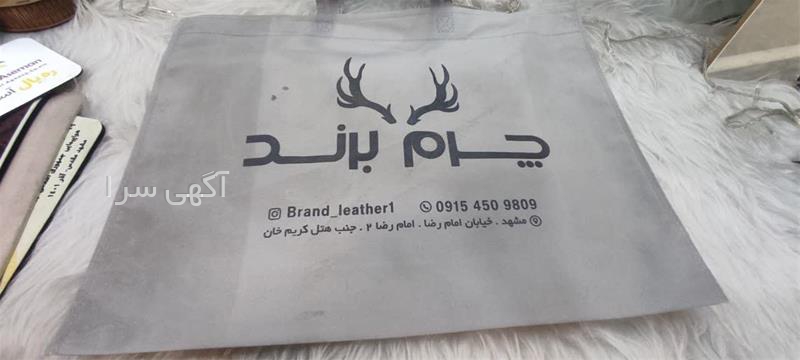 چرم برند
Brand_leather1 0915 450 9809
مشهد . خیابان امام رضا . امام رضا ۲ . جنب هتل کریم خان
آگهی سرا